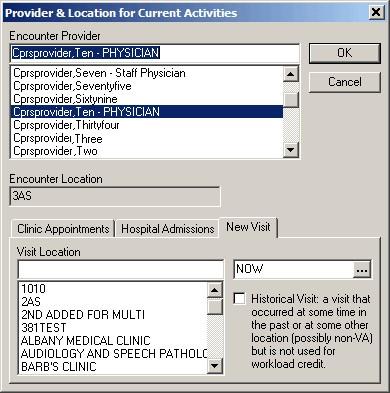 Provider & Location for Current Activities
Encounter Provider
Cprsprovider,Ten - PHYSICIAN
OK
Cprsprovider,Seven - Staff Physician
Cancel
Cprsprovider,Seventyfive
Cprsprovider,Sixtynine
Cprsprovider,Ten - PHYSICIAN
Cprsprovider,Thirtyfour
Cprsprovider,Three
Cprsprovider,Two
Encounter Location
3AS
Clinic Appointments Hospital Admissions New Visit
Visit Location
NOW ...
1010
2AS
2ND ADDED FOR MULTI
381TEST
ALBANY MEDICAL CLINIC
AUDIOLOGY AND SPEECH PATHOLO
BARB'S CLINIC
Historical Visit: a visit that
occurred at some time in
the past or at some other
location (possibly non-VA)
but is not used for
workload credit.